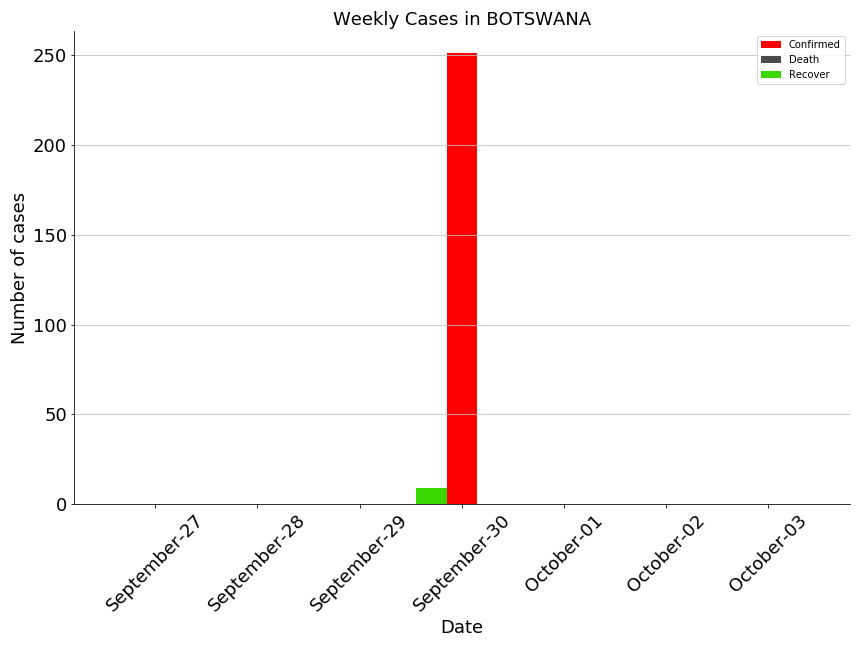 Weekly Cases in BOTSWANA
Confirmed
Death
Recover
250
200
150
100
50
0
Number of cases
September-27
September-28
September-29
September-30
October-01
October-02
October-03
Date